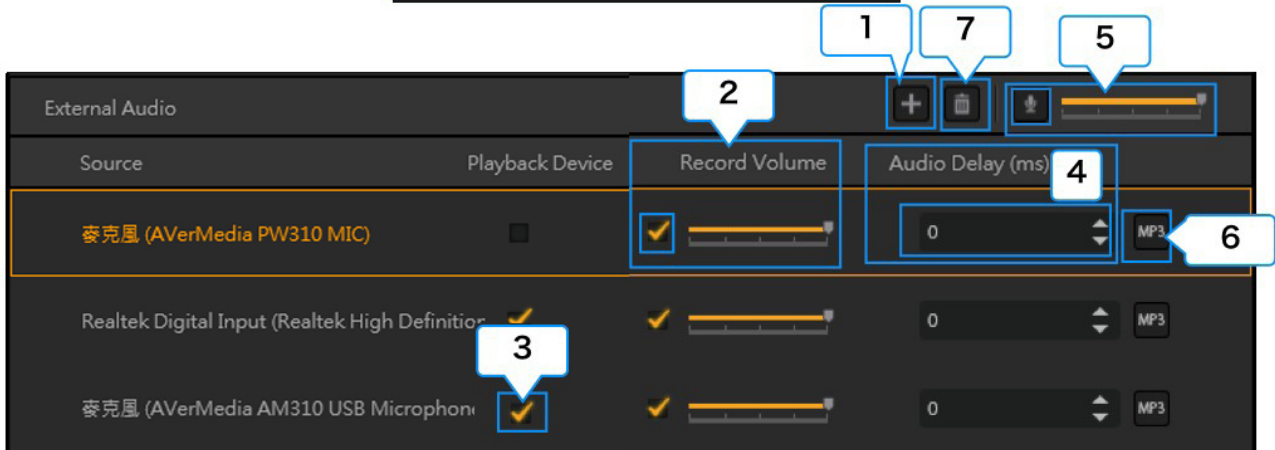 1 7 5
External Audio
2
Source Playback Device Record Volume Audio Delay (ms) 4
麥克風 (AVerMedia PW310 MIC) 0 MP3 6
Realtek Digital Input (Realtek High Definition 0 MP3
3
麥克風 (AVerMedia AM310 USB Microphone 0 MP3